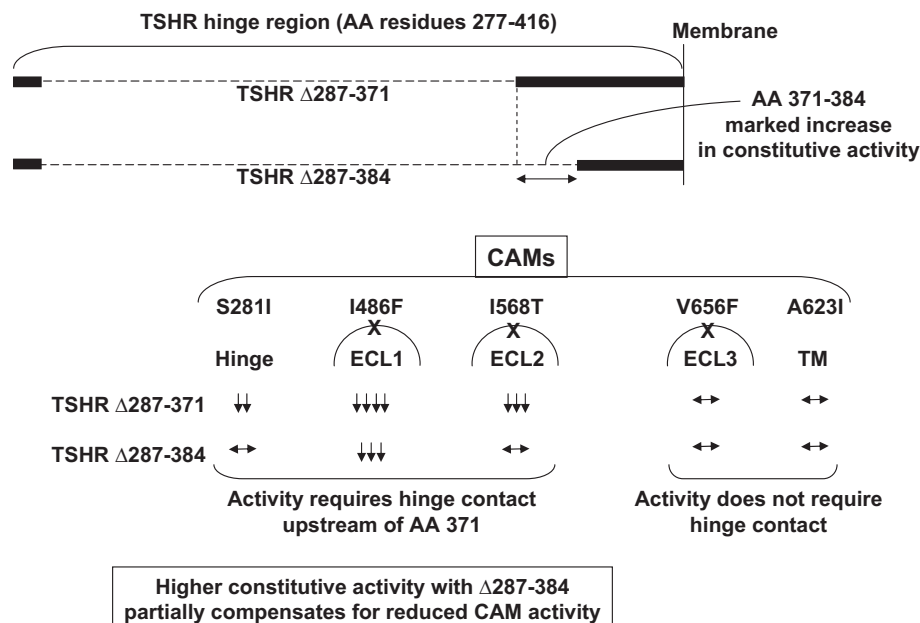 TSHR hinge region (AA residues 277-416)
Membrane
TSHR Δ287-371
AA 371-384
marked increase
in constitutive activity
TSHR Δ287-384
CAMs
S281I I486F I568T V656F A623I
X X X
Hinge ECL1 ECL2 ECL3 TM
TSHR Δ287-371 ↓↓ ↓↓↓↓ ↓↓↓ ↔ ↔
TSHR Δ287-384 ↔ ↓↓↓ ↔ ↔ ↔
Activity requires hinge contact
upstream of AA 371
Activity does not require
hinge contact
Higher constitutive activity with Δ287-384
partially compensates for reduced CAM activity